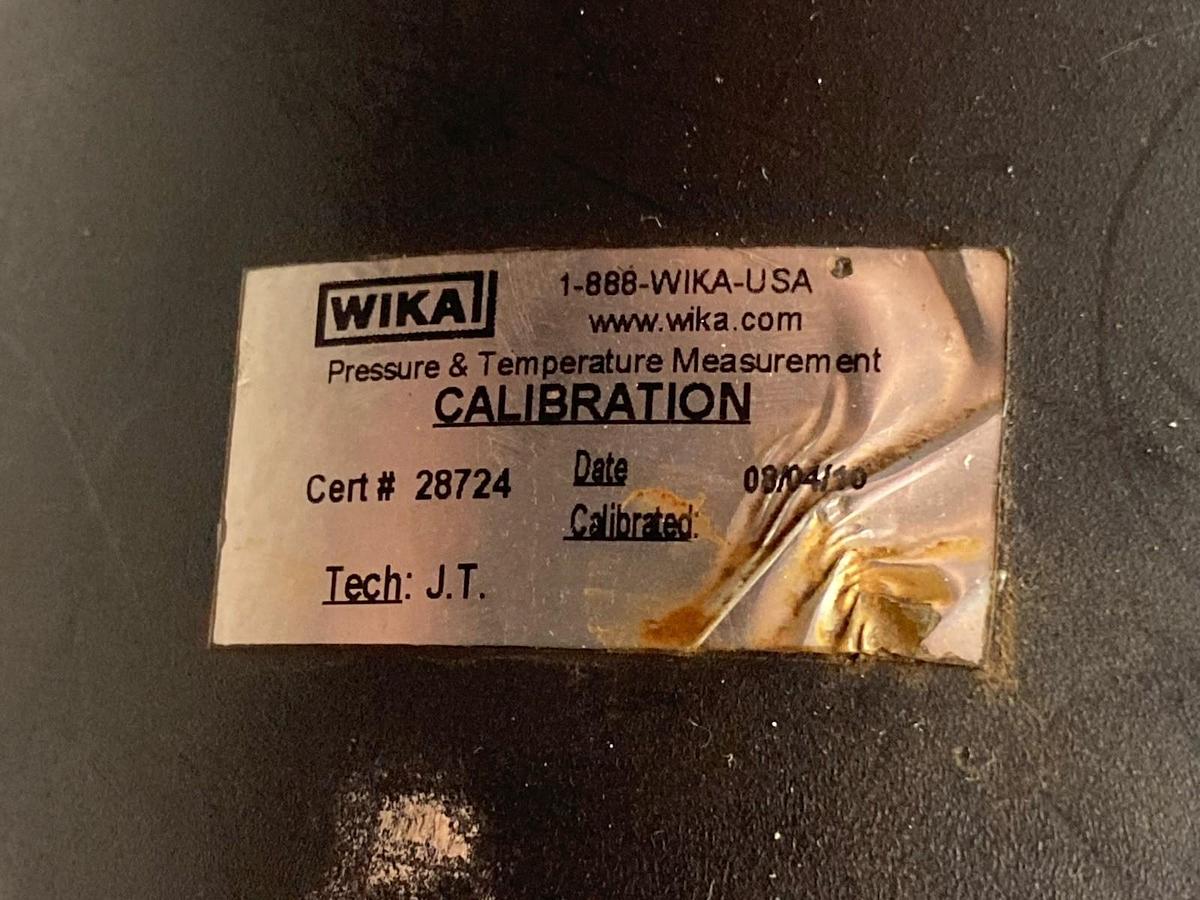 WIKA
1-888-WIKA-USA
www.wika.com
Pressure & Temperature Measurement
CALIBRATION
Cert # 28724
Date
Calibrated:
Tech: J.T.